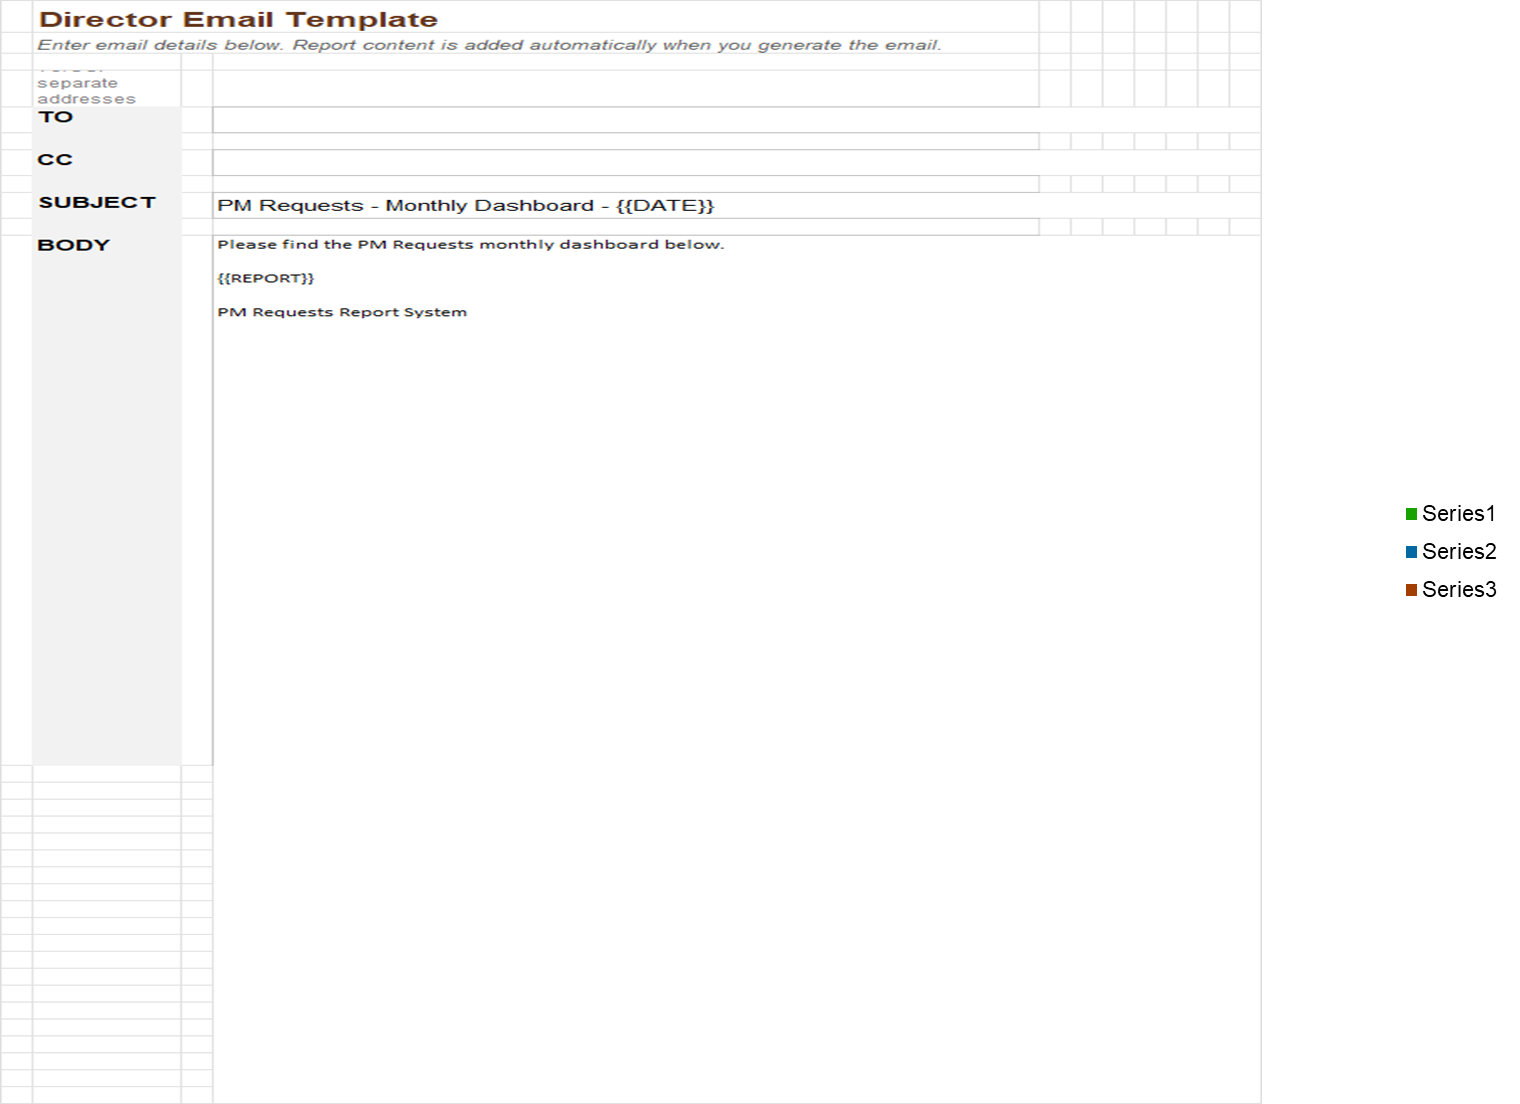 Director Email Template
Enter email details below. Report content is added automatically when you generate the email.
separate
addresses
TO
CC
SUBJECT
PM Requests - Monthly Dashboard - {{DATE}}
BODY
Please find the PM Requests monthly dashboard below.
{{REPORT}}
PM Requests Report System
Series1
Series2
Series3